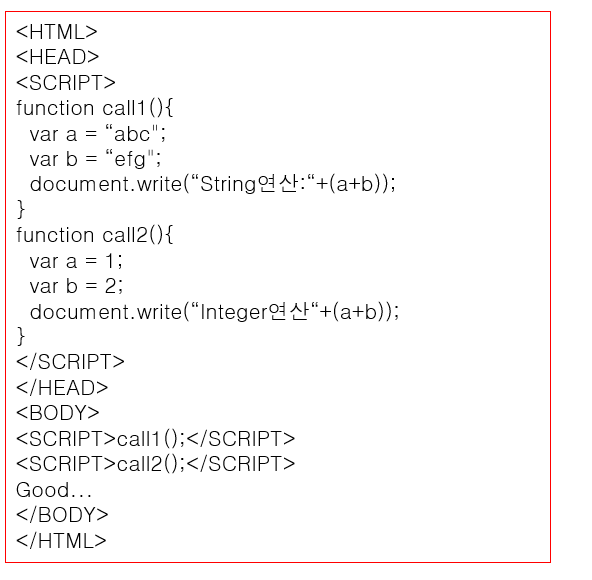 <HTML>
<HEAD>
<SCRIPT>
function call1(){
  var a = “abc";
  var b = “efg";
  document.write(“String연산:“+(a+b));
}
function call2(){
  var a = 1;
  var b = 2;
  document.write(“Integer연산“+(a+b));
}
</SCRIPT>
</HEAD>
<BODY>
<SCRIPT>call1();</SCRIPT>
<SCRIPT>call2();</SCRIPT>
Good...
</BODY>
</HTML>